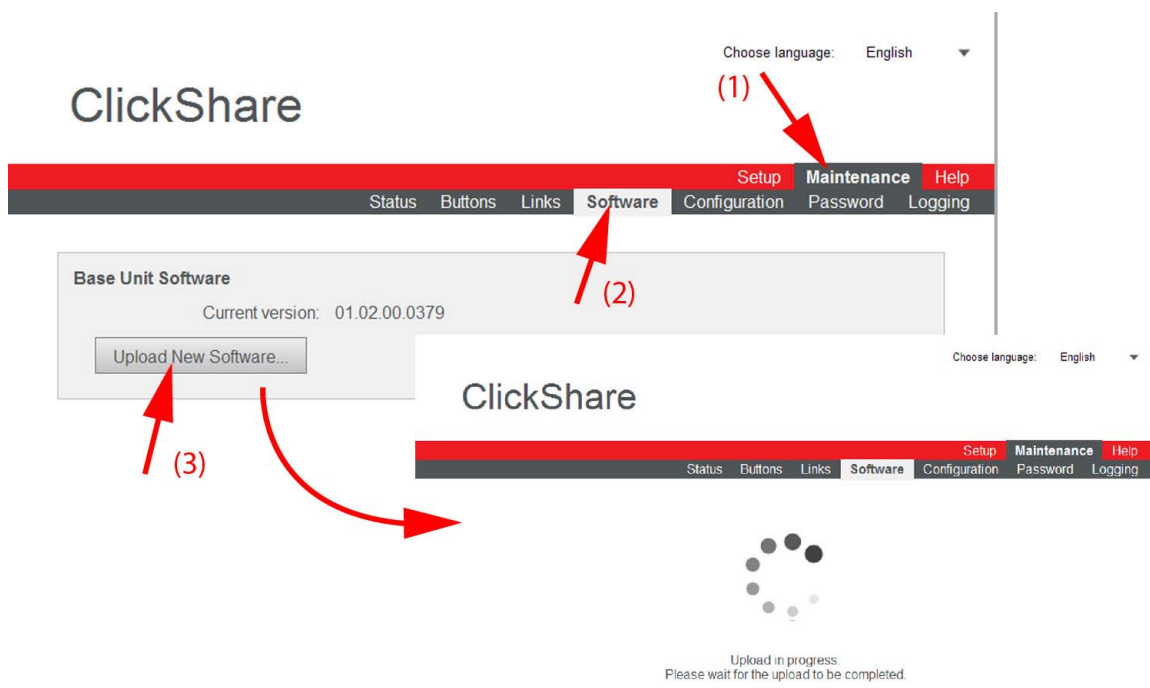 Choose language: English
(1)
ClickShare
Setup Maintenance Help
Status Buttons Links Software Configuration Password Logging
(2)
Base Unit Software
Current version: 01.02.00.0379
Upload New Software...
(3)
Choose language: English
ClickShare
Setup Maintenance Help
Status Buttons Links Software Configuration Password Logging
Upload in progress.
Please wait for the upload to be completed.